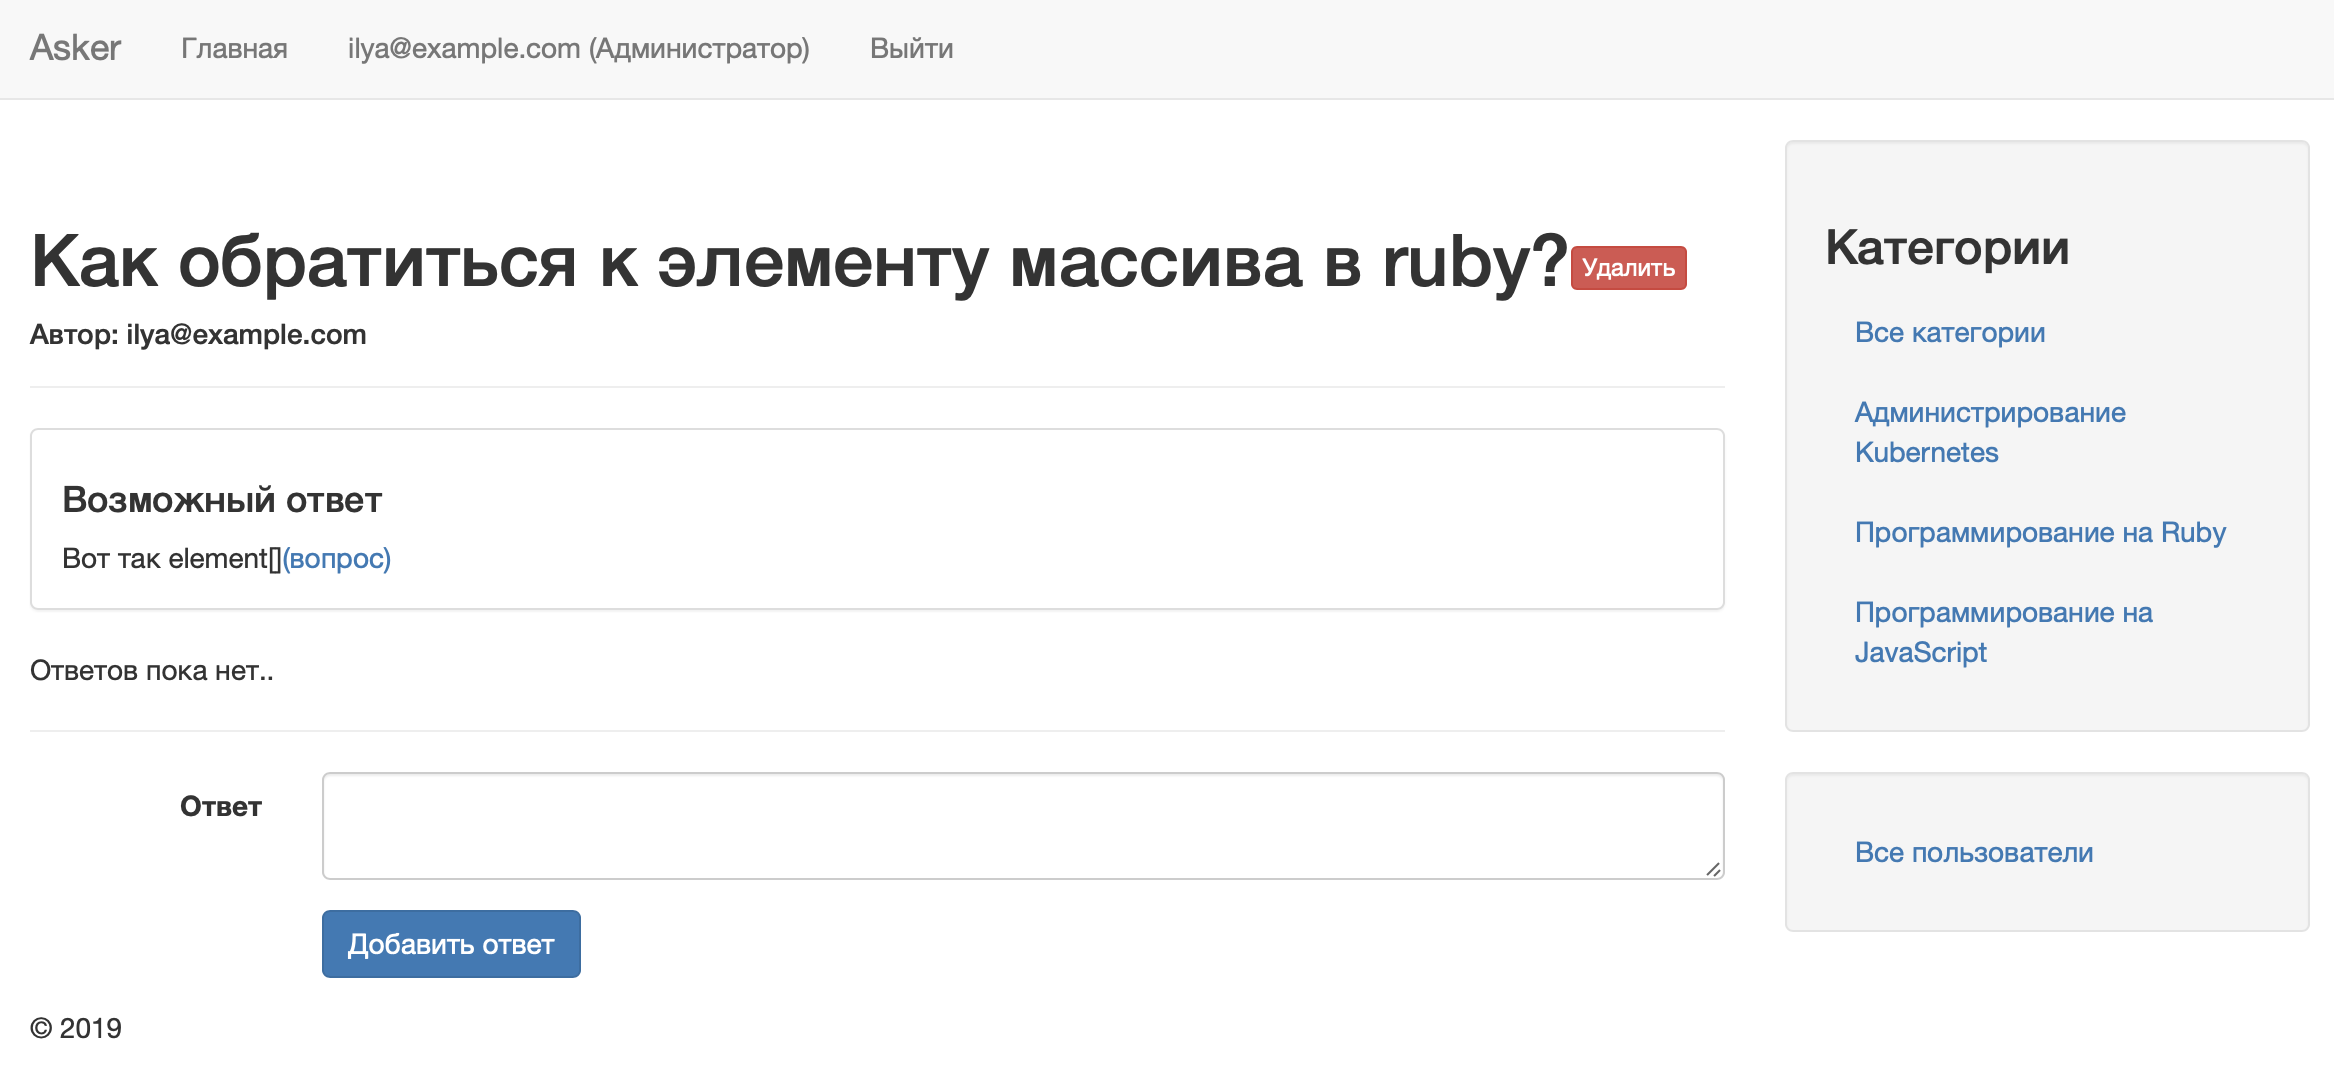 Asker Главная ilya@example.com (Администратор) Выйти
Как обратиться к элементу массива в ruby? Удалить
Автор: ilya@example.com
Возможный ответ
Вот так element[](вопрос)
Ответов пока нет..
Ответ
Добавить ответ
© 2019
Категории
Все категории
Администрирование
Kubernetes
Программирование на Ruby
Программирование на
JavaScript
Все пользователи